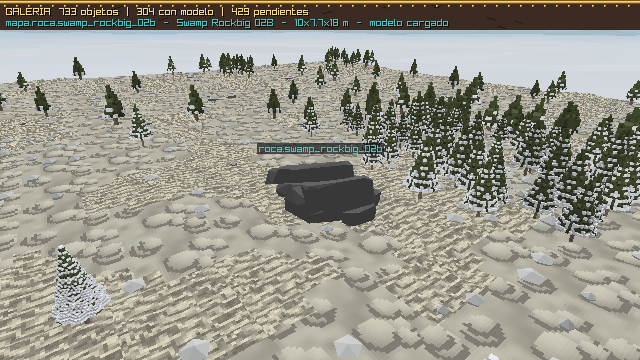 GALERÍA 733 objetos | 304 con modelo | 429 pendientes
mapa.roca.swamp_rockbig_02b - Swamp Rockbig 02B - 10x7.7x18 m - modelo cargado
roca.swamp_rockbig_02b